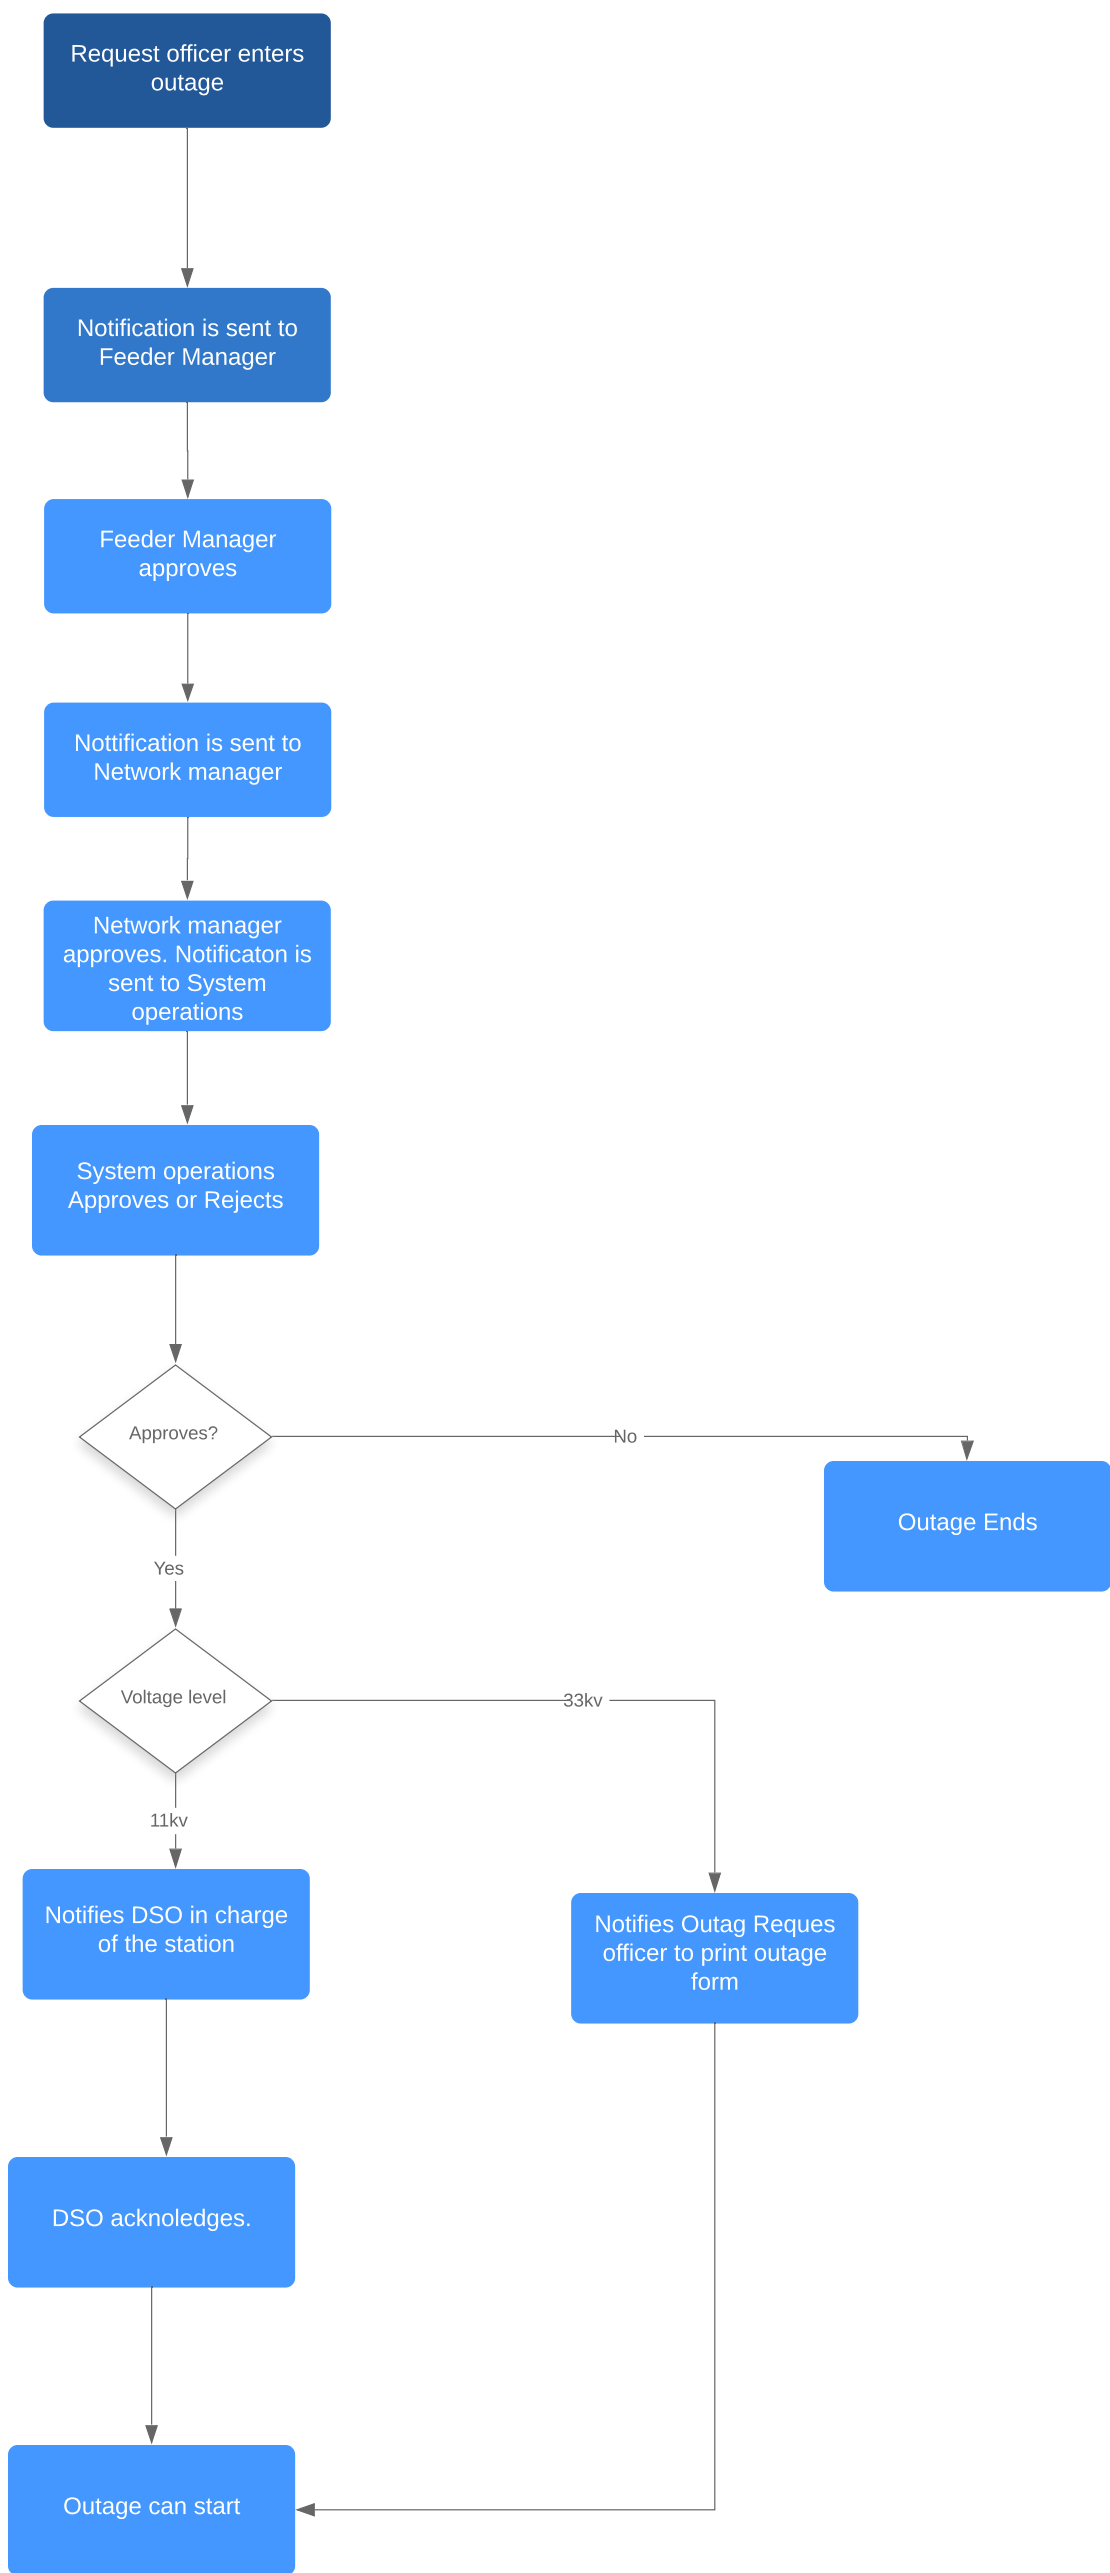 Request officer enters
outage
Notification is sent to
Feeder Manager
Feeder Manager
approves
Nottification is sent to
Network manager
Network manager
approves. Notificaton is
sent to System
operations
System operations
Approves or Rejects
Approves?
No
Outage Ends
Yes
Voltage level
33kv
11kv
Notifies DSO in charge
of the station
Notifies Outag Reques
officer to print outage
form
DSO acknoledges.
Outage can start